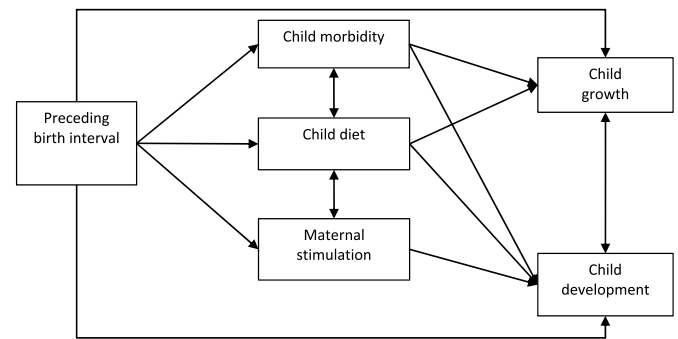 Child morbidity
Child
growth
Preceding
birth interval
Child diet
Maternal
stimulation
Child
development